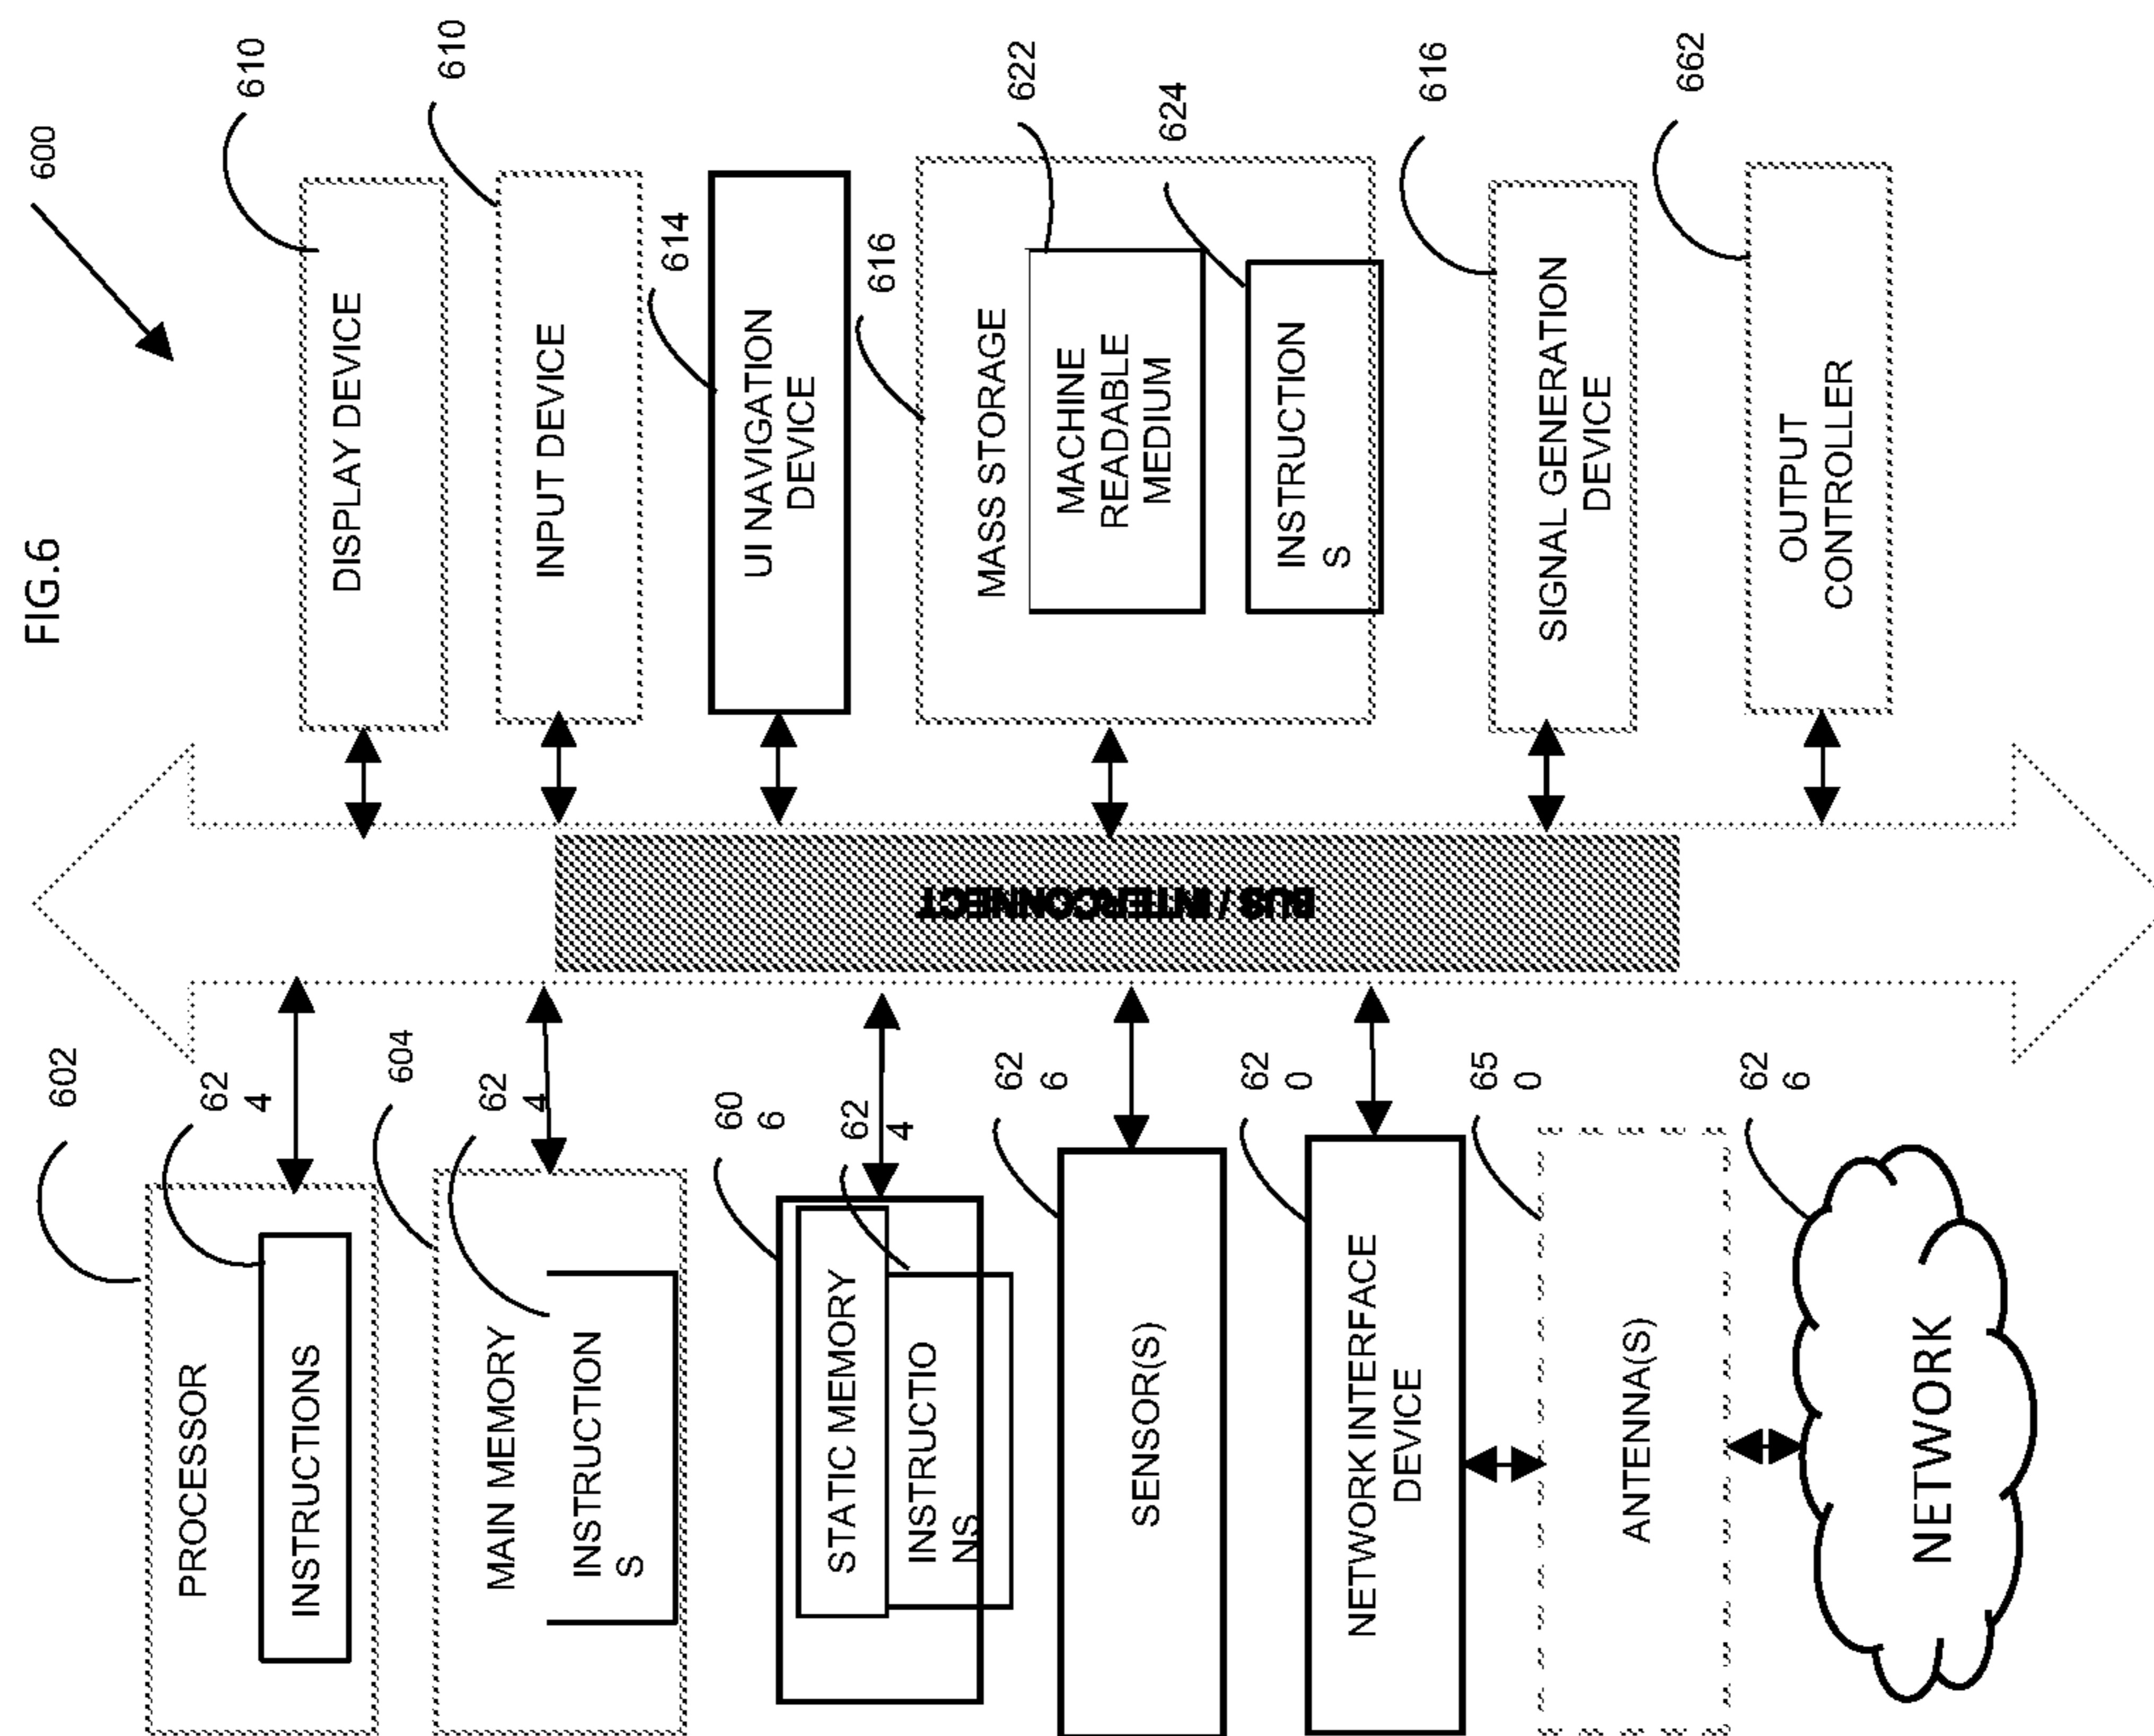 FIG.6
600
602
PROCESSOR
62
4
INSTRUCTIONS
604
MAIN MEMORY
62
4
INSTRUCTION
S
60
6
STATIC MEMORY
62
4
INSTRUCTIO
NS
62
6
SENSOR(S)
62
0
NETWORK INTERFACE
DEVICE
65
0
ANTENNA(S)
62
6
NETWORK
BUS / INTERCONNECT
610
DISPLAY DEVICE
610
INPUT DEVICE
614
UI NAVIGATION
DEVICE
616
MASS STORAGE
622
MACHINE
READABLE
MEDIUM
624
INSTRUCTION
S
616
SIGNAL GENERATION
DEVICE
662
OUTPUT
CONTROLLER